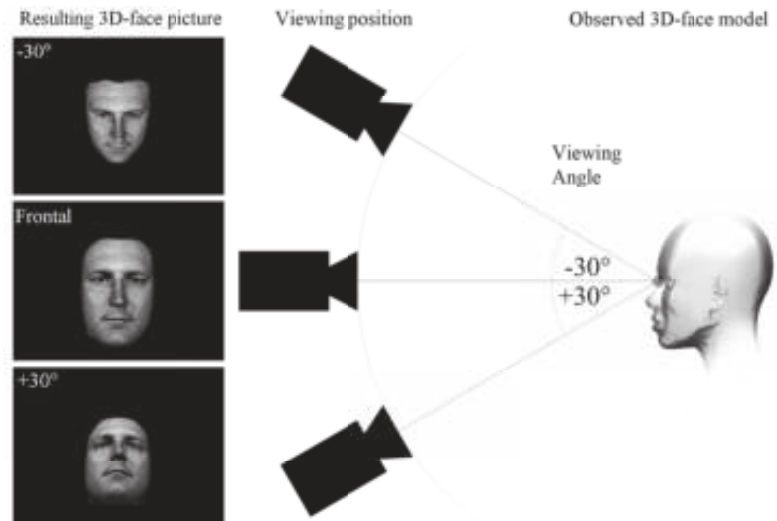 Resulting 3D-face picture
Viewing position
Observed 3D-face model
-30°
Viewing
Angle
Frontal
-30°
+30°
+30°